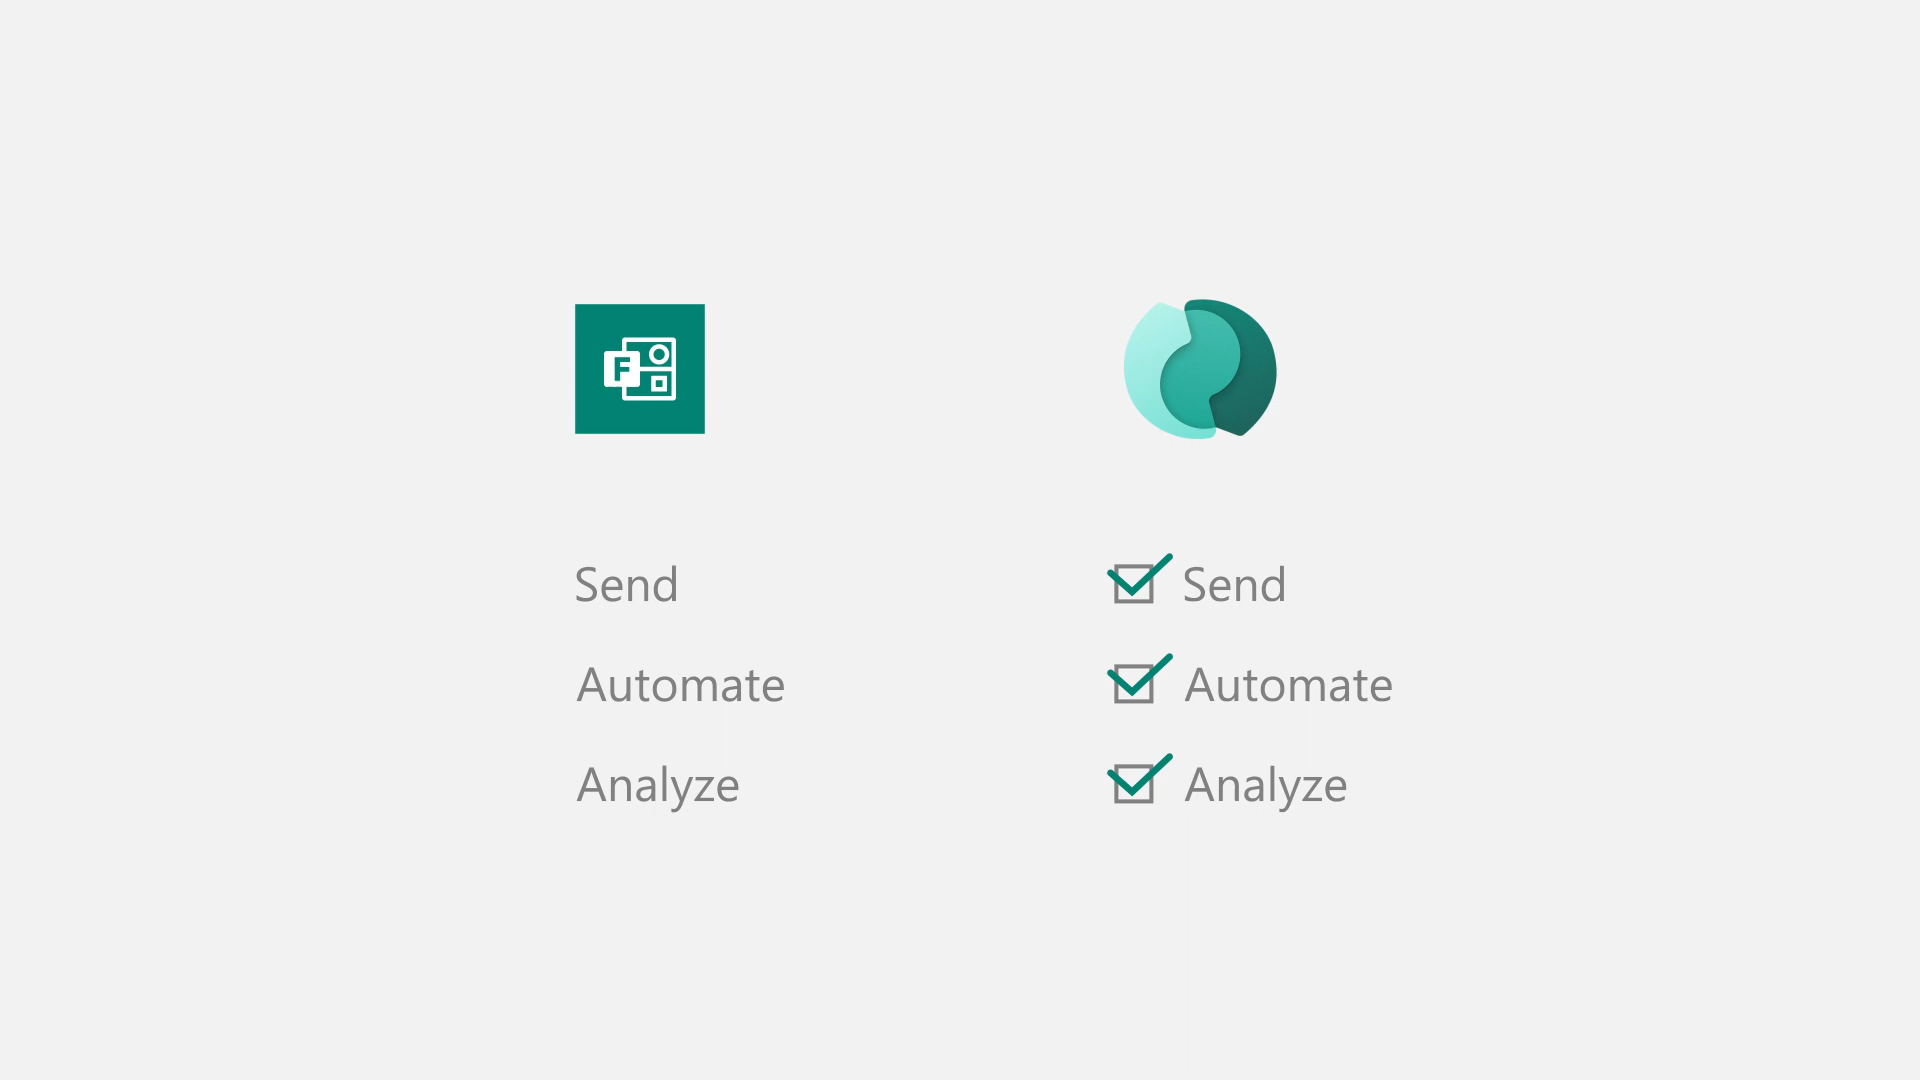 F
Send
Automate
Analyze
Send
Automate
Analyze